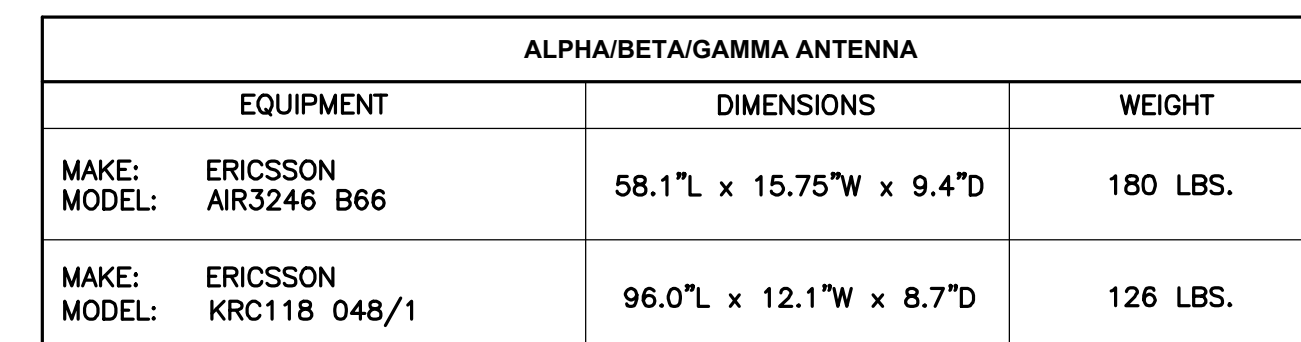 ALPHA/BETA/GAMMA ANTENNA
EQUIPMENT DIMENSIONS WEIGHT
MAKE: ERICSSON
MODEL: AIR3246 B66
58.1"L x 15.75"W x 9.4"D
180 LBS.
MAKE: ERICSSON
MODEL: KRC118 048/1
96.0"L x 12.1"W x 8.7"D
126 LBS.